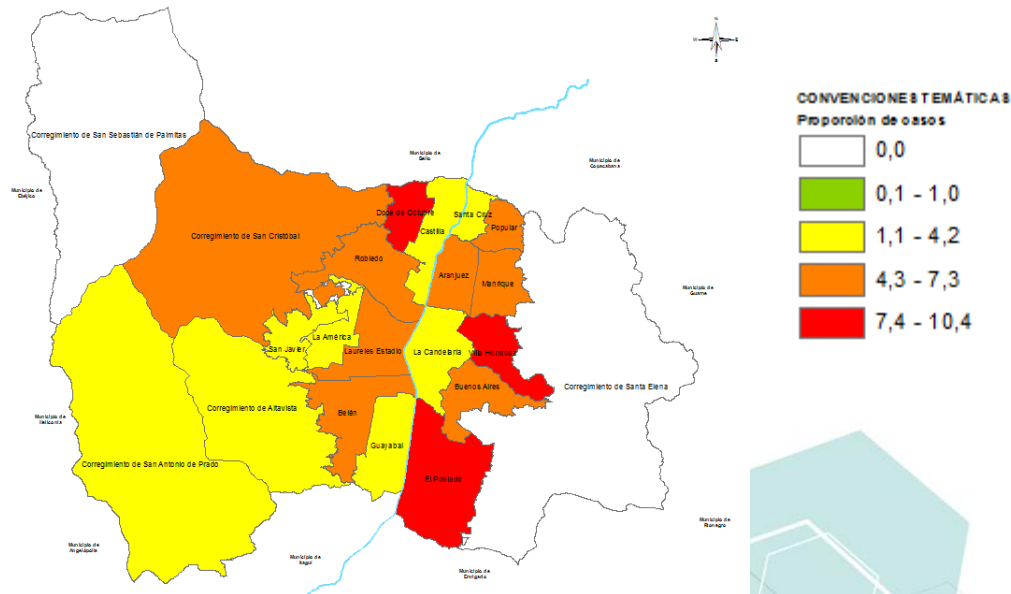 CONVENCIONES TEMÁTICAS
Proporción de casos
0,0
0,1 - 1,0
1,1 - 4,2
4,3 - 7,3
7,4 - 10,4
Corregimiento de San Sebastián de Palmitas
Municipio de
Bello
Municipio de
Copacabana
Municipio de
Ebéjico
Doce de Octubre
Santa Cruz
Castilla
Popular
Corregimiento de San Cristóbal
Robledo
Aranjuez
Manrique
Municipio de
Guarne
La América
San Javier
Laureles Estadio
La Candelaria
Villa Hermosa
Buenos Aires
Corregimiento de Santa Elena
Corregimiento de Altavista
Belén
Municipio de
Heliconia
Guayabal
Corregimiento de San Antonio de Prado
El Poblado
Municipio de
Rionegro
Municipio de
Angelópolis
Municipio de
Itagüí
Municipio de
Envigado